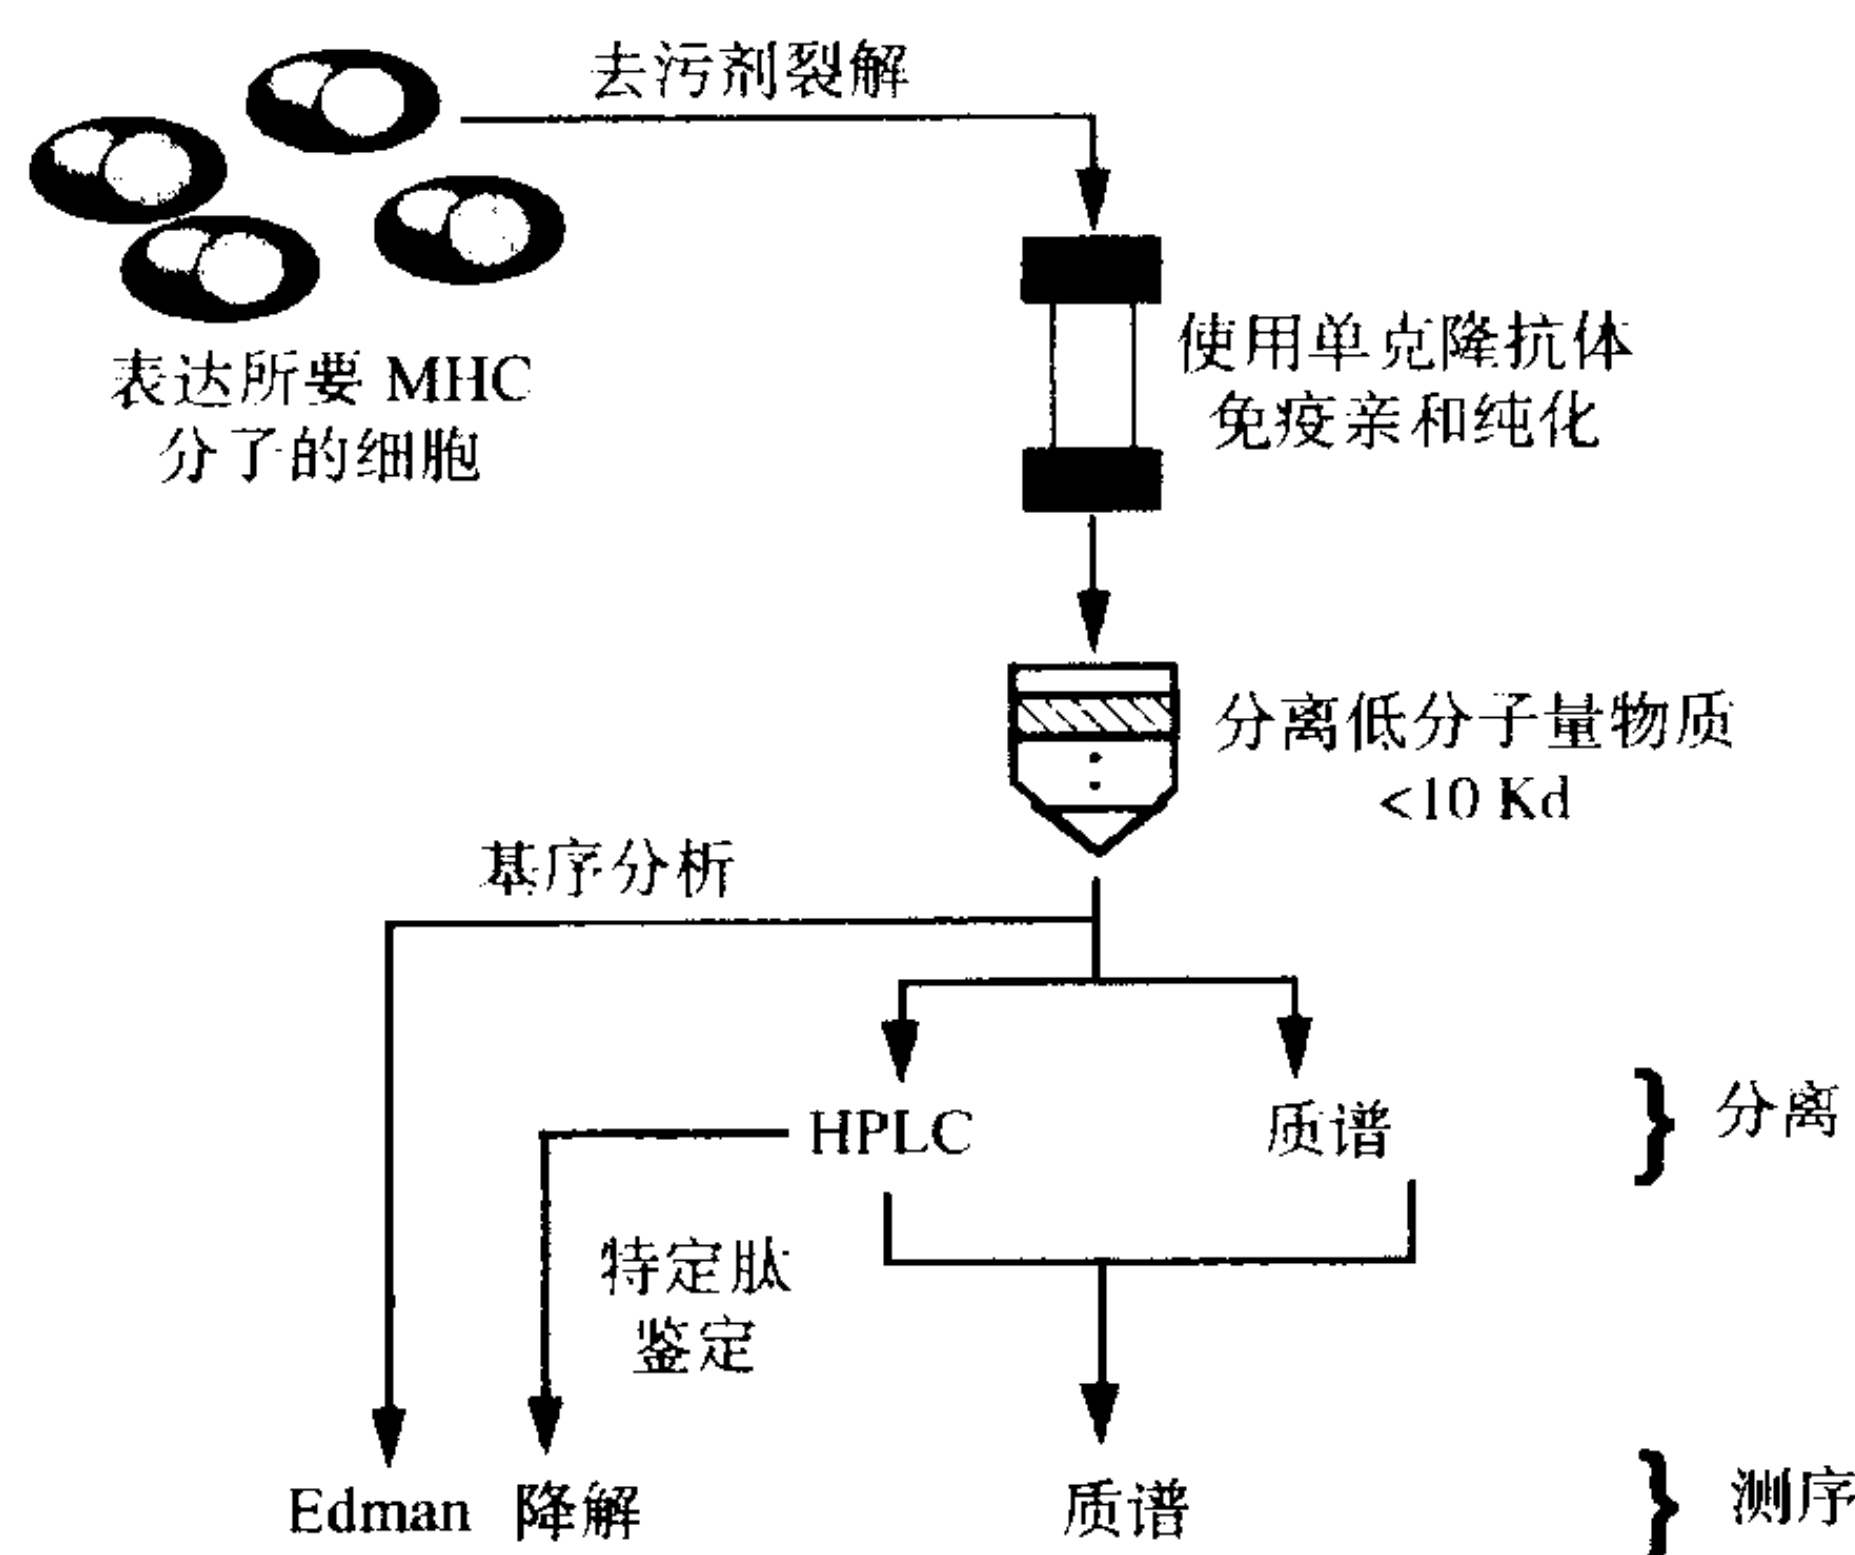 去污剂裂解
表达所要 MHC
分了的细胞
使用单克隆抗体
免疫亲和纯化
分离低分子量物质
<10 Kd
基序分析
HPLC
质谱
分离
特定肽
鉴定
Edman 降解
质谱
测序